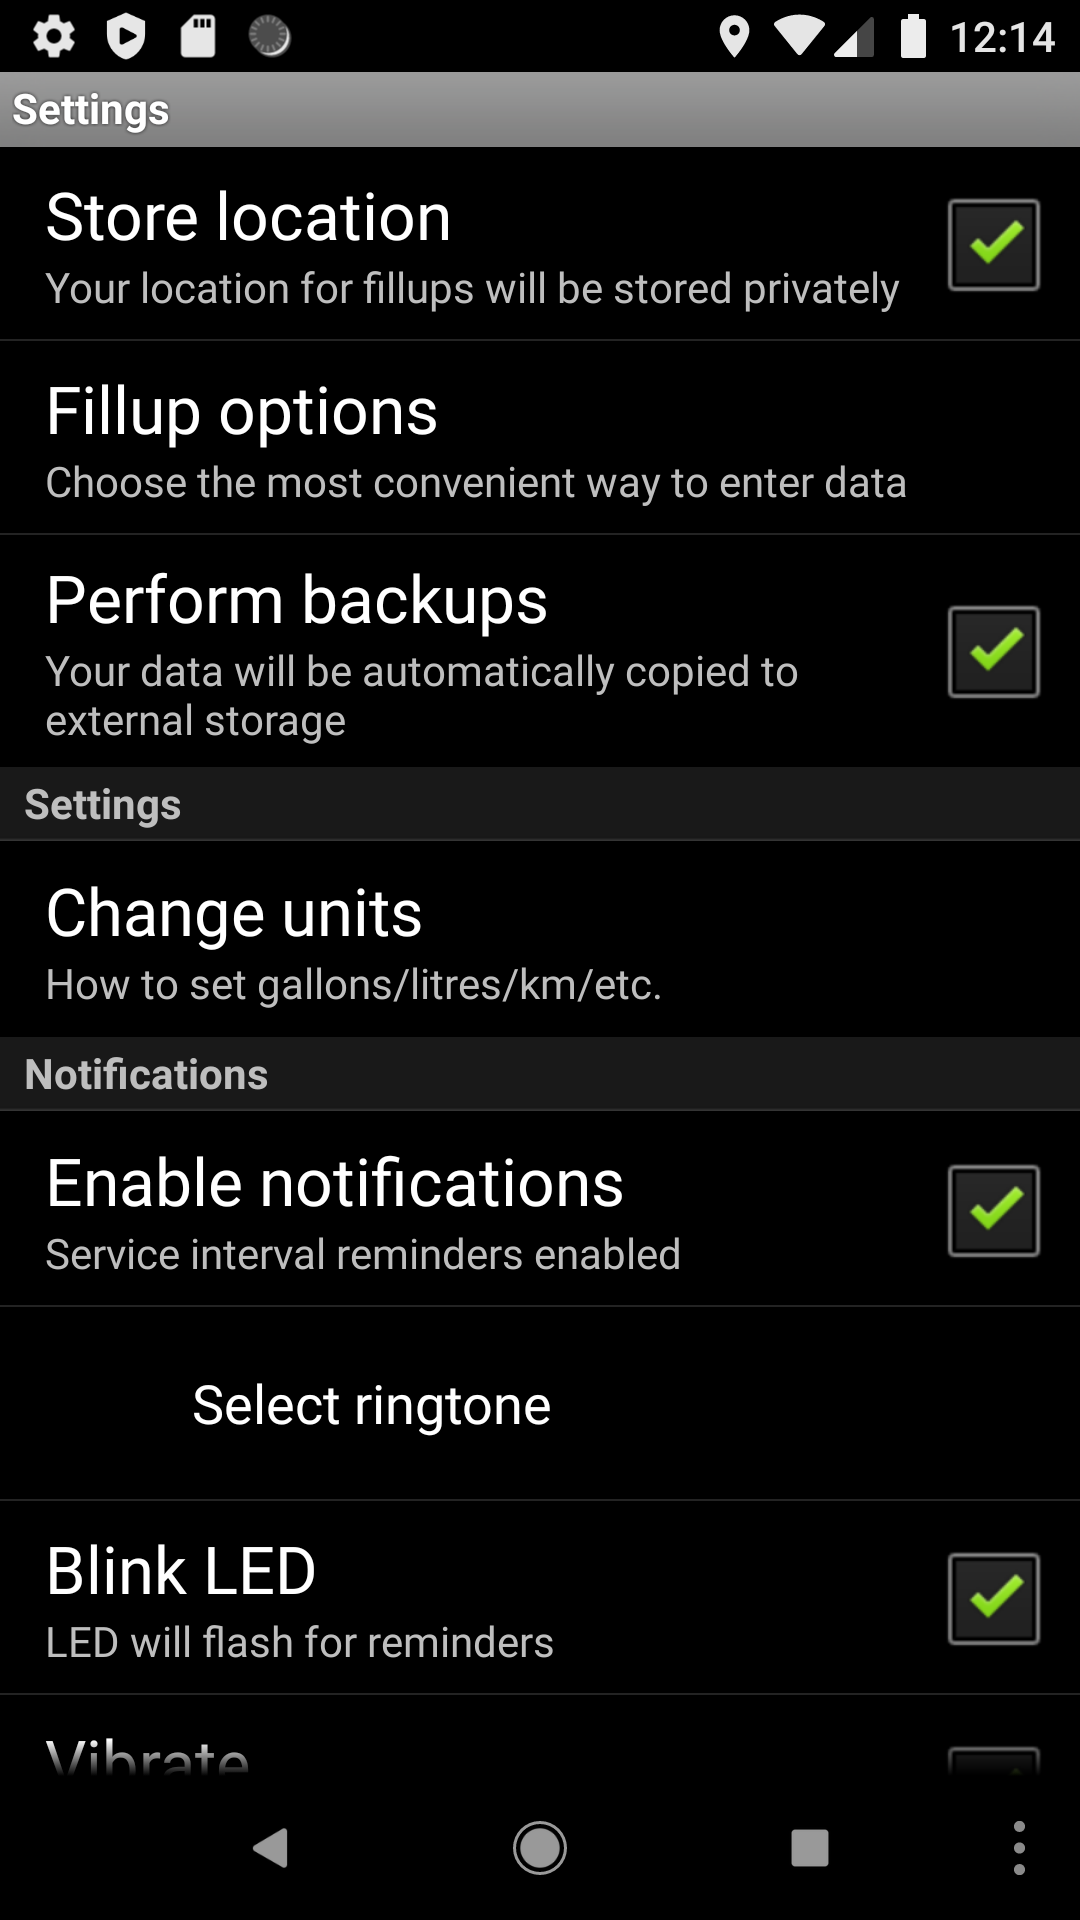 12:14
Settings
Store location
Your location for fillups will be stored privately
Fillup options
Choose the most convenient way to enter data
Perform backups
Your data will be automatically copied to
external storage
Settings
Change units
How to set gallons/litres/km/etc.
Notifications
Enable notifications
Service interval reminders enabled
Select ringtone
Blink LED
LED will flash for reminders
Vibrate